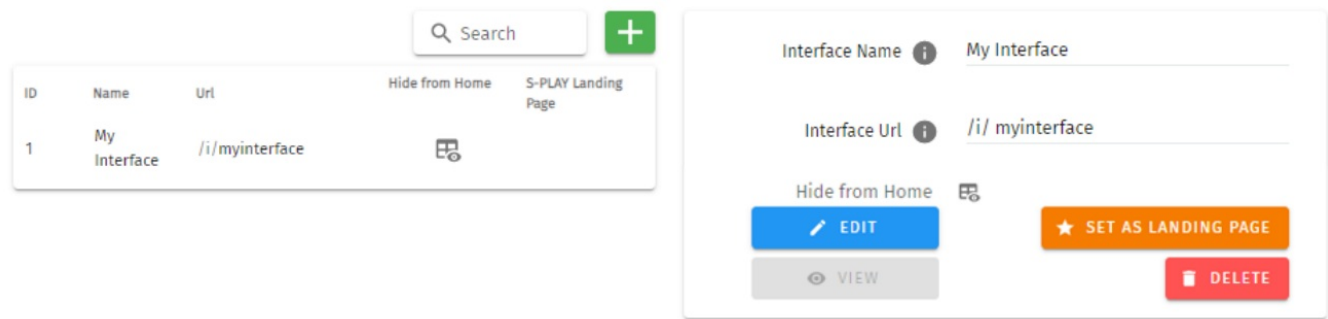 Search
ID Name Url Hide from Home S-PLAY Landing
Page
1 My
Interface /i/myinterface
Interface Name My Interface
Interface Url /i/ myinterface
Hide from Home
EDIT SET AS LANDING PAGE
VIEW DELETE